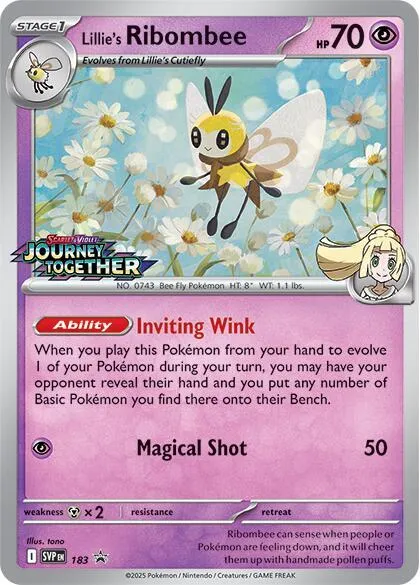 STAGE1
Lillie's Ribombee HP70
Evolves from Lillie's Cutiefly
SCARLET & VIOLET
JOURNEY
TOGETHER
NO. 0743 Bee Fly Pokémon HT: 8" WT: 1.1 lbs.
Ability Inviting Wink
When you play this Pokémon from your hand to evolve
1 of your Pokémon during your turn, you may have your
opponent reveal their hand and you put any number of
Basic Pokémon you find there onto their Bench.
Magical Shot 50
weakness ×2 resistance retreat
Illus. tono
I SVP EN 183
Ribombee can sense when people or
Pokémon are feeling down, and it will cheer
them up with handmade pollen puffs.
©2025 Pokémon / Nintendo / Creatures / GAME FREAK